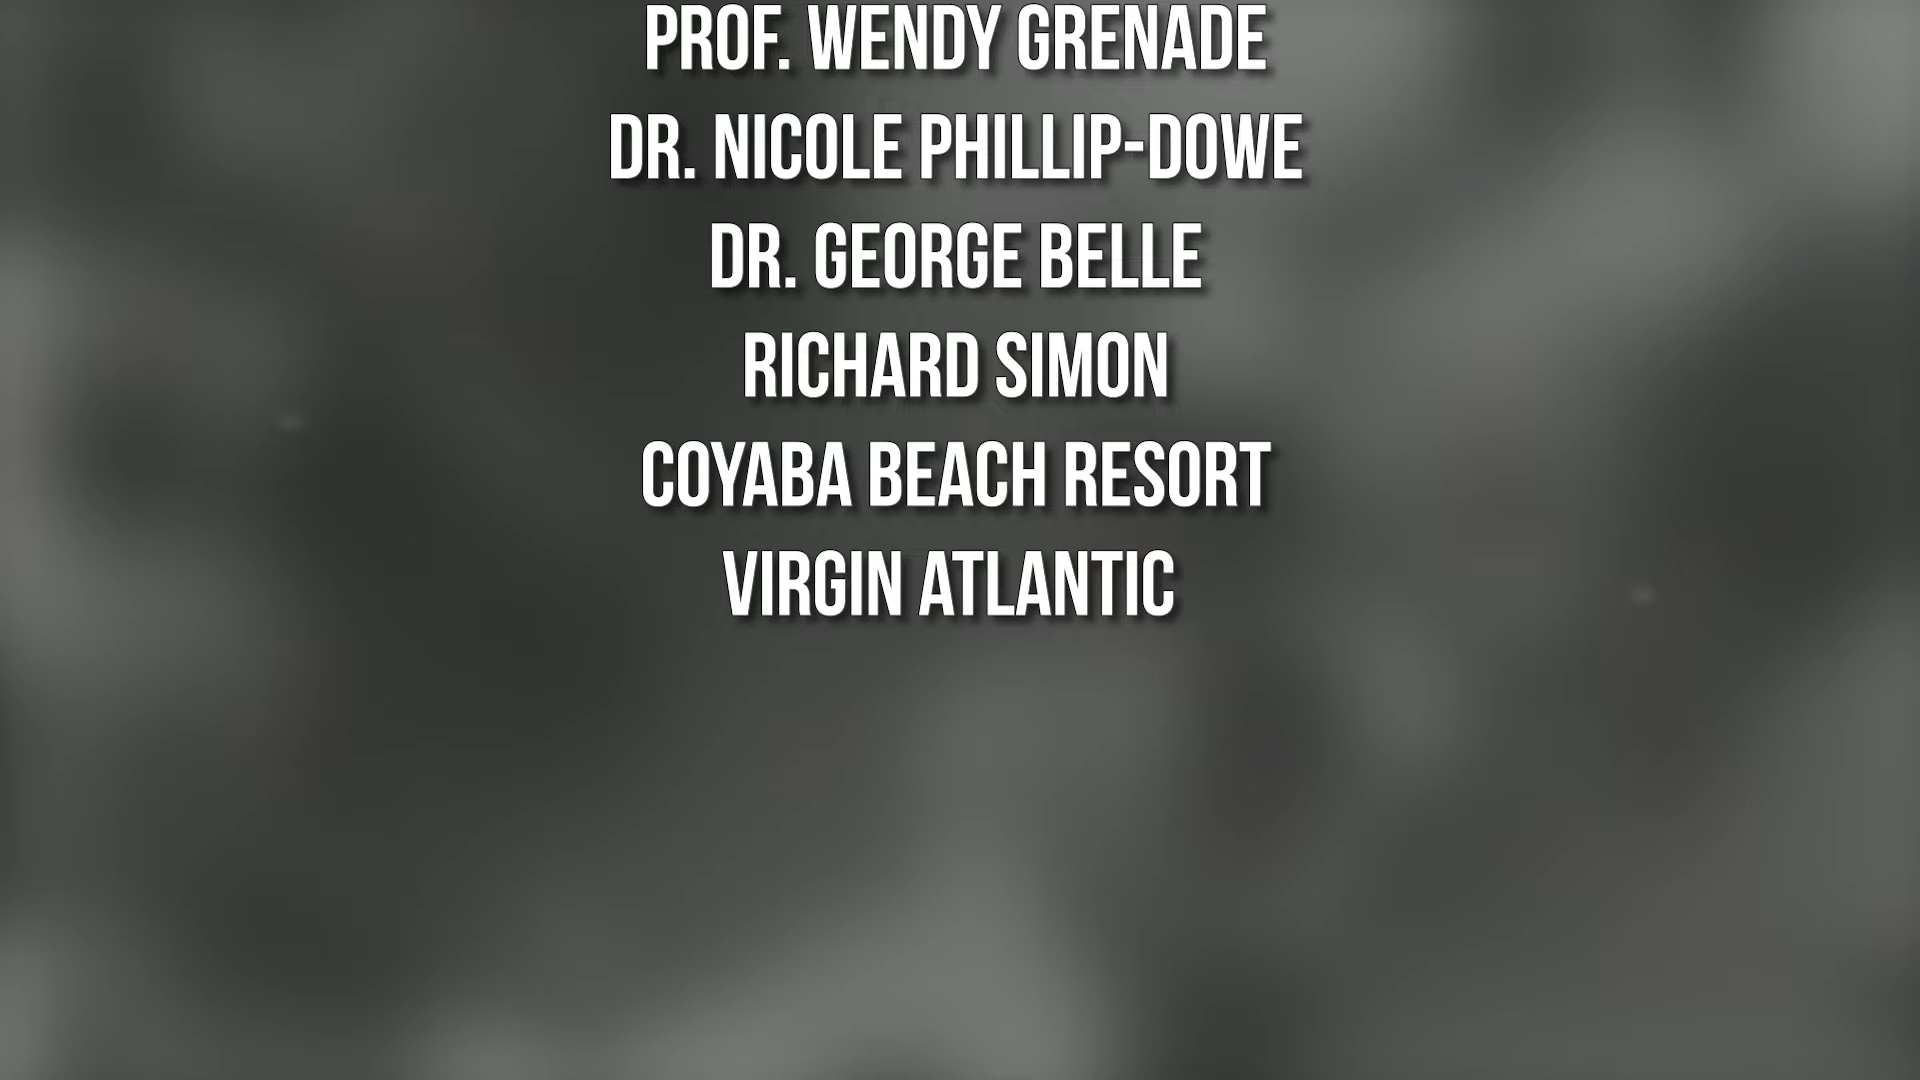 PROF. WENDY GRENADE
DR. NICOLE PHILLIP-DOWE
DR. GEORGE BELLE
RICHARD SIMON
COYABA BEACH RESORT
VIRGIN ATLANTIC